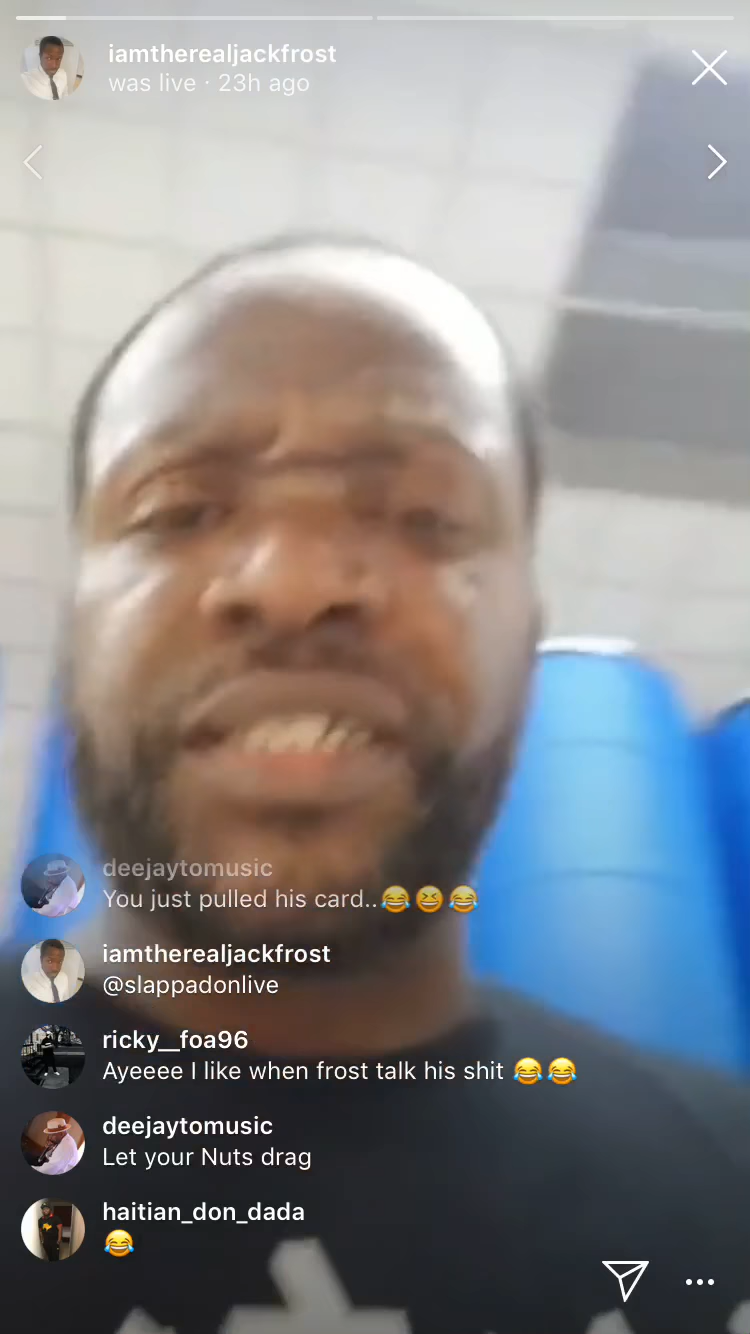 iamtherealjackfrost
was live · 23h ago
deejaytomusic
You just pulled his card..😂😆😂
iamtherealjackfrost
@slappadonlive
ricky__foa96
Ayeeee I like when frost talk his shit 😂😂
deejaytomusic
Let your Nuts drag
haitian_don_dada
😂